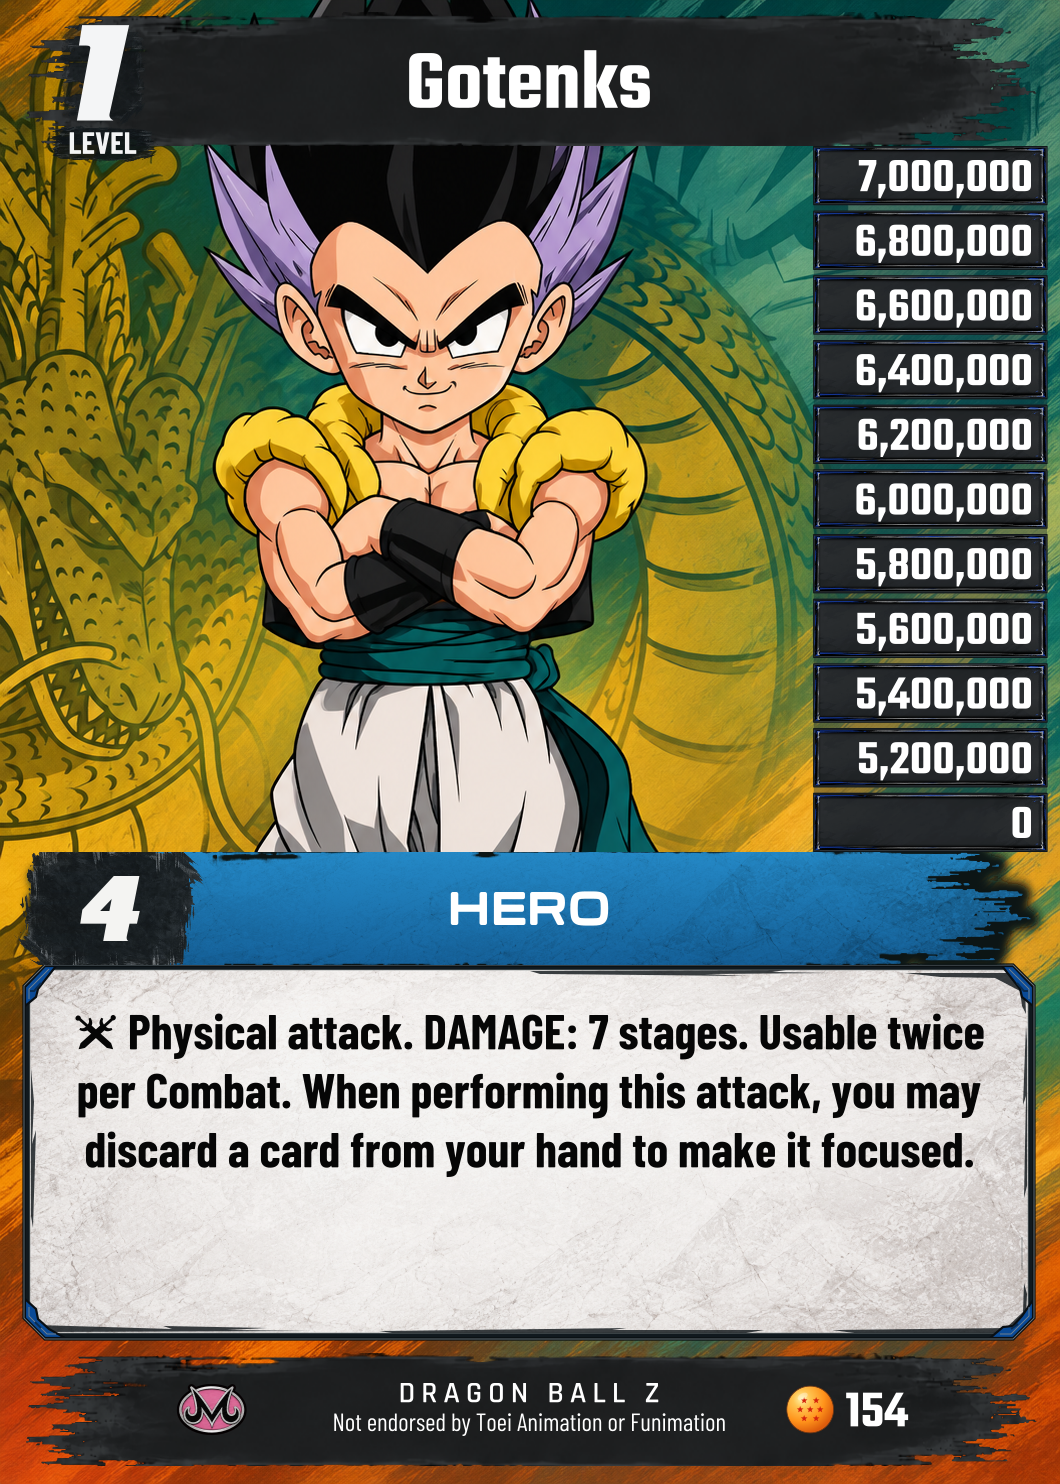 1
LEVEL
Gotenks
7,000,000
6,800,000
6,600,000
6,400,000
6,200,000
6,000,000
5,800,000
5,600,000
5,400,000
5,200,000
0
4
HERO
Physical attack. DAMAGE: 7 stages. Usable twice
per Combat. When performing this attack, you may
discard a card from your hand to make it focused.
DRAGON BALL Z
Not endorsed by Toei Animation or Funimation
154